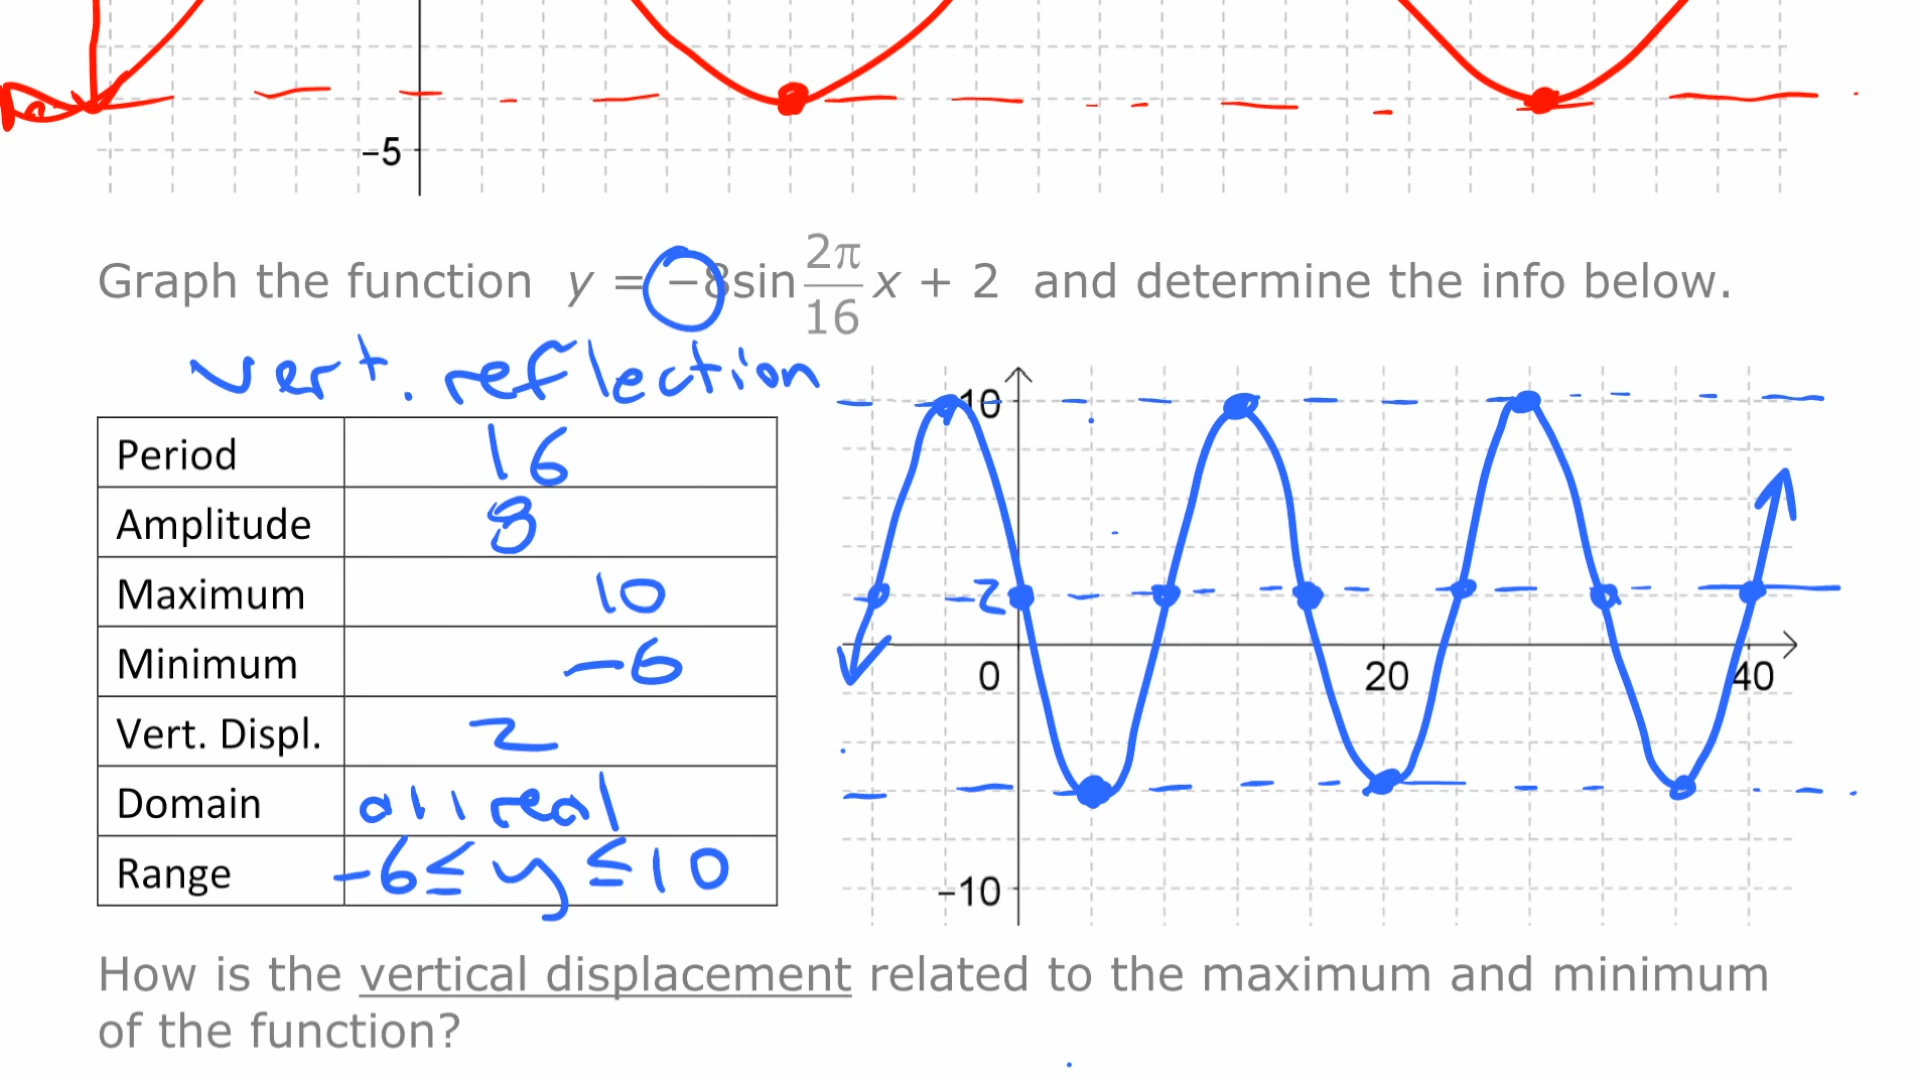 −5
Graph the function y = −8sin 2π/16 x + 2 and determine the info below.
vert. reflection
Period 16
Amplitude 8
Maximum 10
Minimum −6
Vert. Displ. 2
Domain all real
Range −6 ≤ y ≤ 10
10
2
0 20 40
−10
How is the vertical displacement related to the maximum and minimum
of the function?